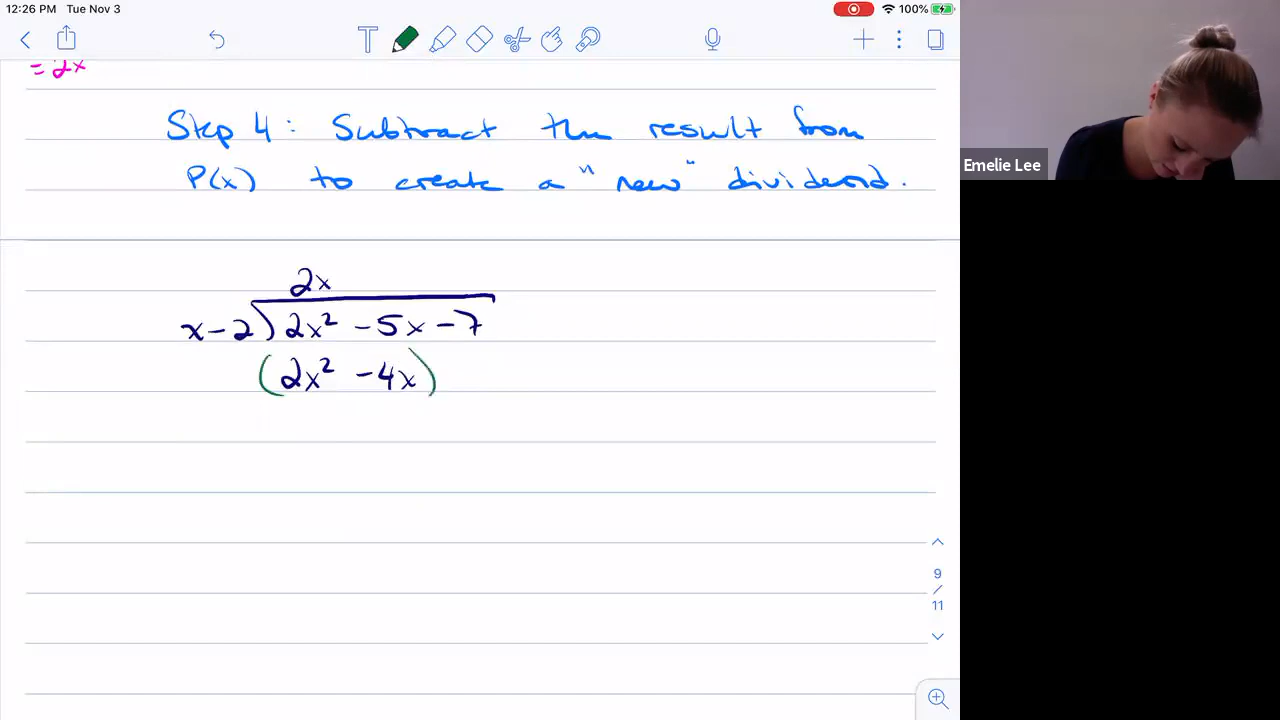 12:26 PM Tue Nov 3
100%
= 2x
Step 4: Subtract the result from
P(x) to create a "new" dividend.
2x
x-2)2x² -5x -7
(2x² -4x)
Emelie Lee
9
/
11